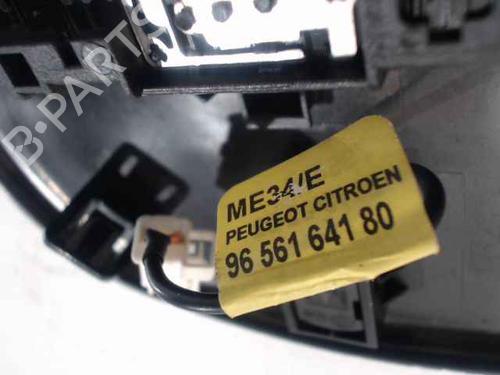 B-PARTS
ME34/E
PEUGEOT CITROEN
96 561 641 80